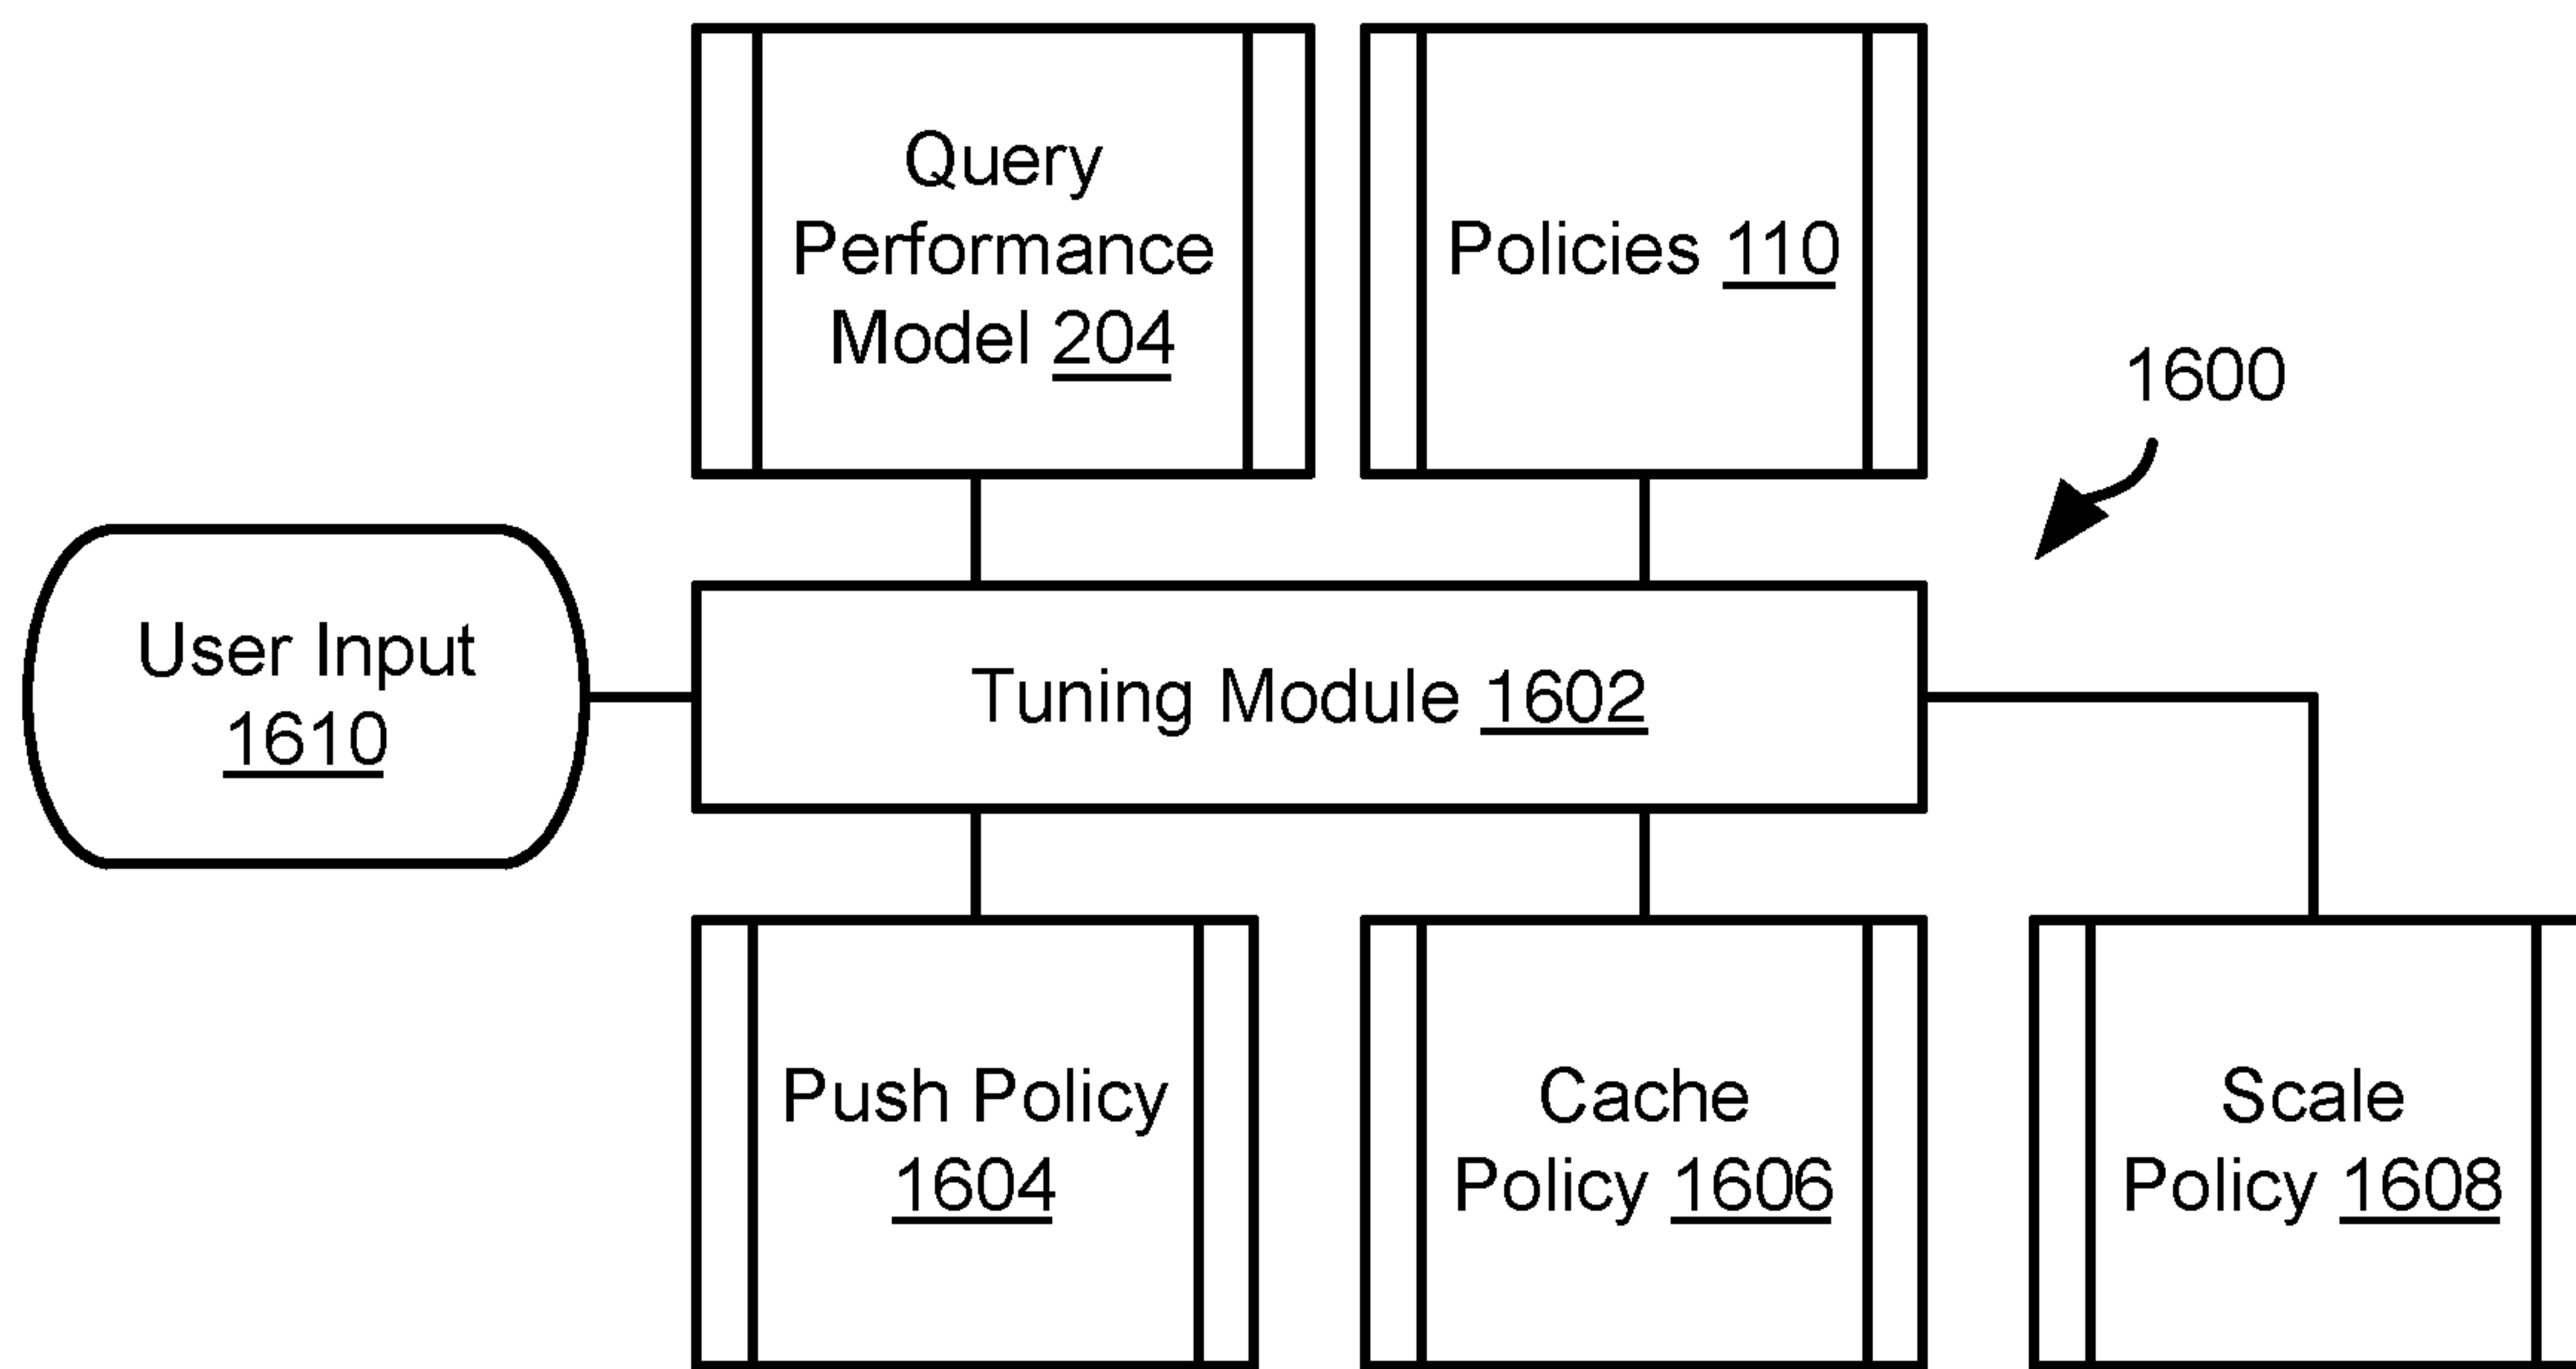 Query
Performance
Model 204
Policies 110
1600
User Input
1610
Tuning Module 1602
Push Policy
1604
Cache
Policy 1606
Scale
Policy 1608